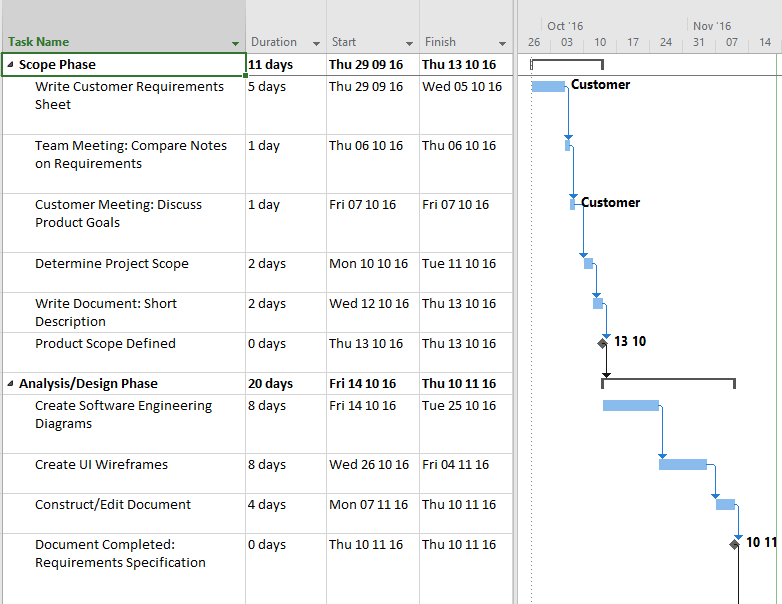 Oct '16 Nov '16
Task Name Duration Start Finish 26 03 10 17 24 31 07 14
Scope Phase 11 days Thu 29 09 16 Thu 13 10 16
Write Customer Requirements 5 days Thu 29 09 16 Wed 05 10 16 Customer
Sheet
Team Meeting: Compare Notes 1 day Thu 06 10 16 Thu 06 10 16
on Requirements
Customer Meeting: Discuss 1 day Fri 07 10 16 Fri 07 10 16 Customer
Product Goals
Determine Project Scope 2 days Mon 10 10 16 Tue 11 10 16
Write Document: Short 2 days Wed 12 10 16 Thu 13 10 16
Description
Product Scope Defined 0 days Thu 13 10 16 Thu 13 10 16 13 10
Analysis/Design Phase 20 days Fri 14 10 16 Thu 10 11 16
Create Software Engineering 8 days Fri 14 10 16 Tue 25 10 16
Diagrams
Create UI Wireframes 8 days Wed 26 10 16 Fri 04 11 16
Construct/Edit Document 4 days Mon 07 11 16 Thu 10 11 16
Document Completed: 0 days Thu 10 11 16 Thu 10 11 16 10 11
Requirements Specification